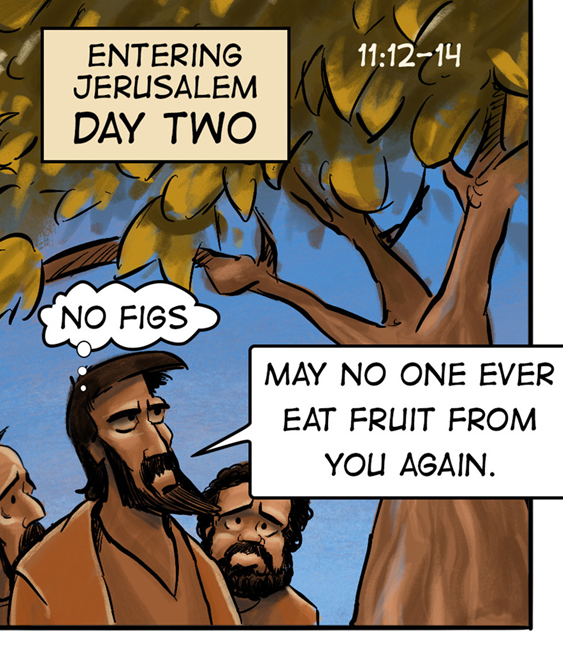 ENTERING
JERUSALEM
DAY TWO
11:12-14
NO FIGS
MAY NO ONE EVER
EAT FRUIT FROM
YOU AGAIN.